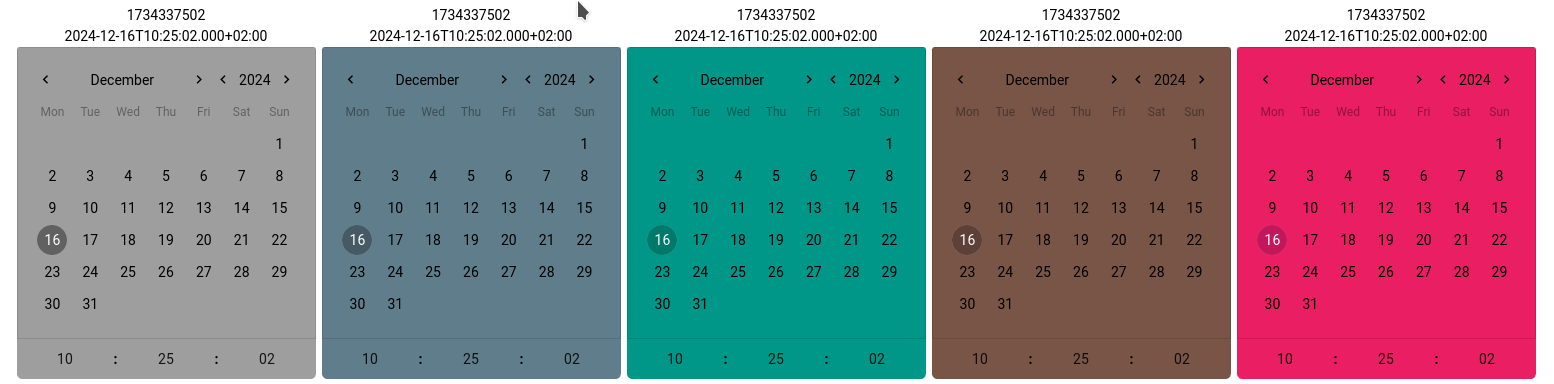 1734337502
2024-12-16T10:25:02.000+02:00
December 2024
Mon Tue Wed Thu Fri Sat Sun
1
2 3 4 5 6 7 8
9 10 11 12 13 14 15
16 17 18 19 20 21 22
23 24 25 26 27 28 29
30 31
10 : 25 : 02
1734337502
2024-12-16T10:25:02.000+02:00
December 2024
Mon Tue Wed Thu Fri Sat Sun
1
2 3 4 5 6 7 8
9 10 11 12 13 14 15
16 17 18 19 20 21 22
23 24 25 26 27 28 29
30 31
10 : 25 : 02
1734337502
2024-12-16T10:25:02.000+02:00
December 2024
Mon Tue Wed Thu Fri Sat Sun
1
2 3 4 5 6 7 8
9 10 11 12 13 14 15
16 17 18 19 20 21 22
23 24 25 26 27 28 29
30 31
10 : 25 : 02
1734337502
2024-12-16T10:25:02.000+02:00
December 2024
Mon Tue Wed Thu Fri Sat Sun
1
2 3 4 5 6 7 8
9 10 11 12 13 14 15
16 17 18 19 20 21 22
23 24 25 26 27 28 29
30 31
10 : 25 : 02
1734337502
2024-12-16T10:25:02.000+02:00
December 2024
Mon Tue Wed Thu Fri Sat Sun
1
2 3 4 5 6 7 8
9 10 11 12 13 14 15
16 17 18 19 20 21 22
23 24 25 26 27 28 29
30 31
10 : 25 : 02